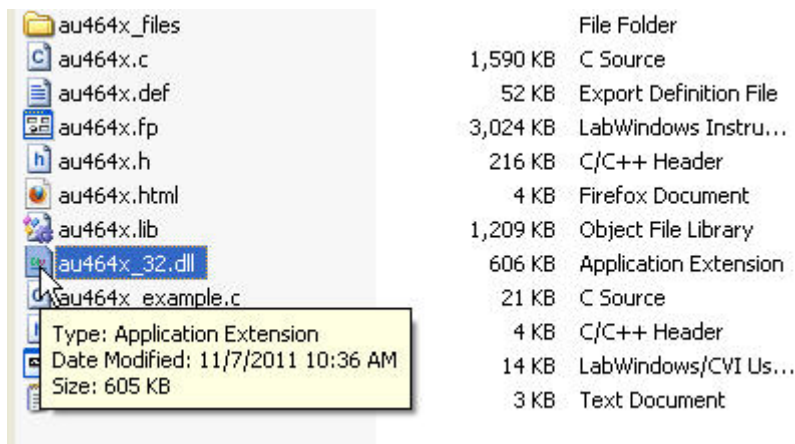 au464x_files File Folder
au464x.c 1,590 KB C Source
au464x.def 52 KB Export Definition File
au464x.fp 3,024 KB LabWindows Instru...
au464x.h 216 KB C/C++ Header
au464x.html 4 KB Firefox Document
au464x.lib 1,209 KB Object File Library
au464x_32.dll 606 KB Application Extension
au464x_example.c 21 KB C Source
4 KB C/C++ Header
14 KB LabWindows/CVI Us...
3 KB Text Document
Type: Application Extension
Date Modified: 11/7/2011 10:36 AM
Size: 605 KB